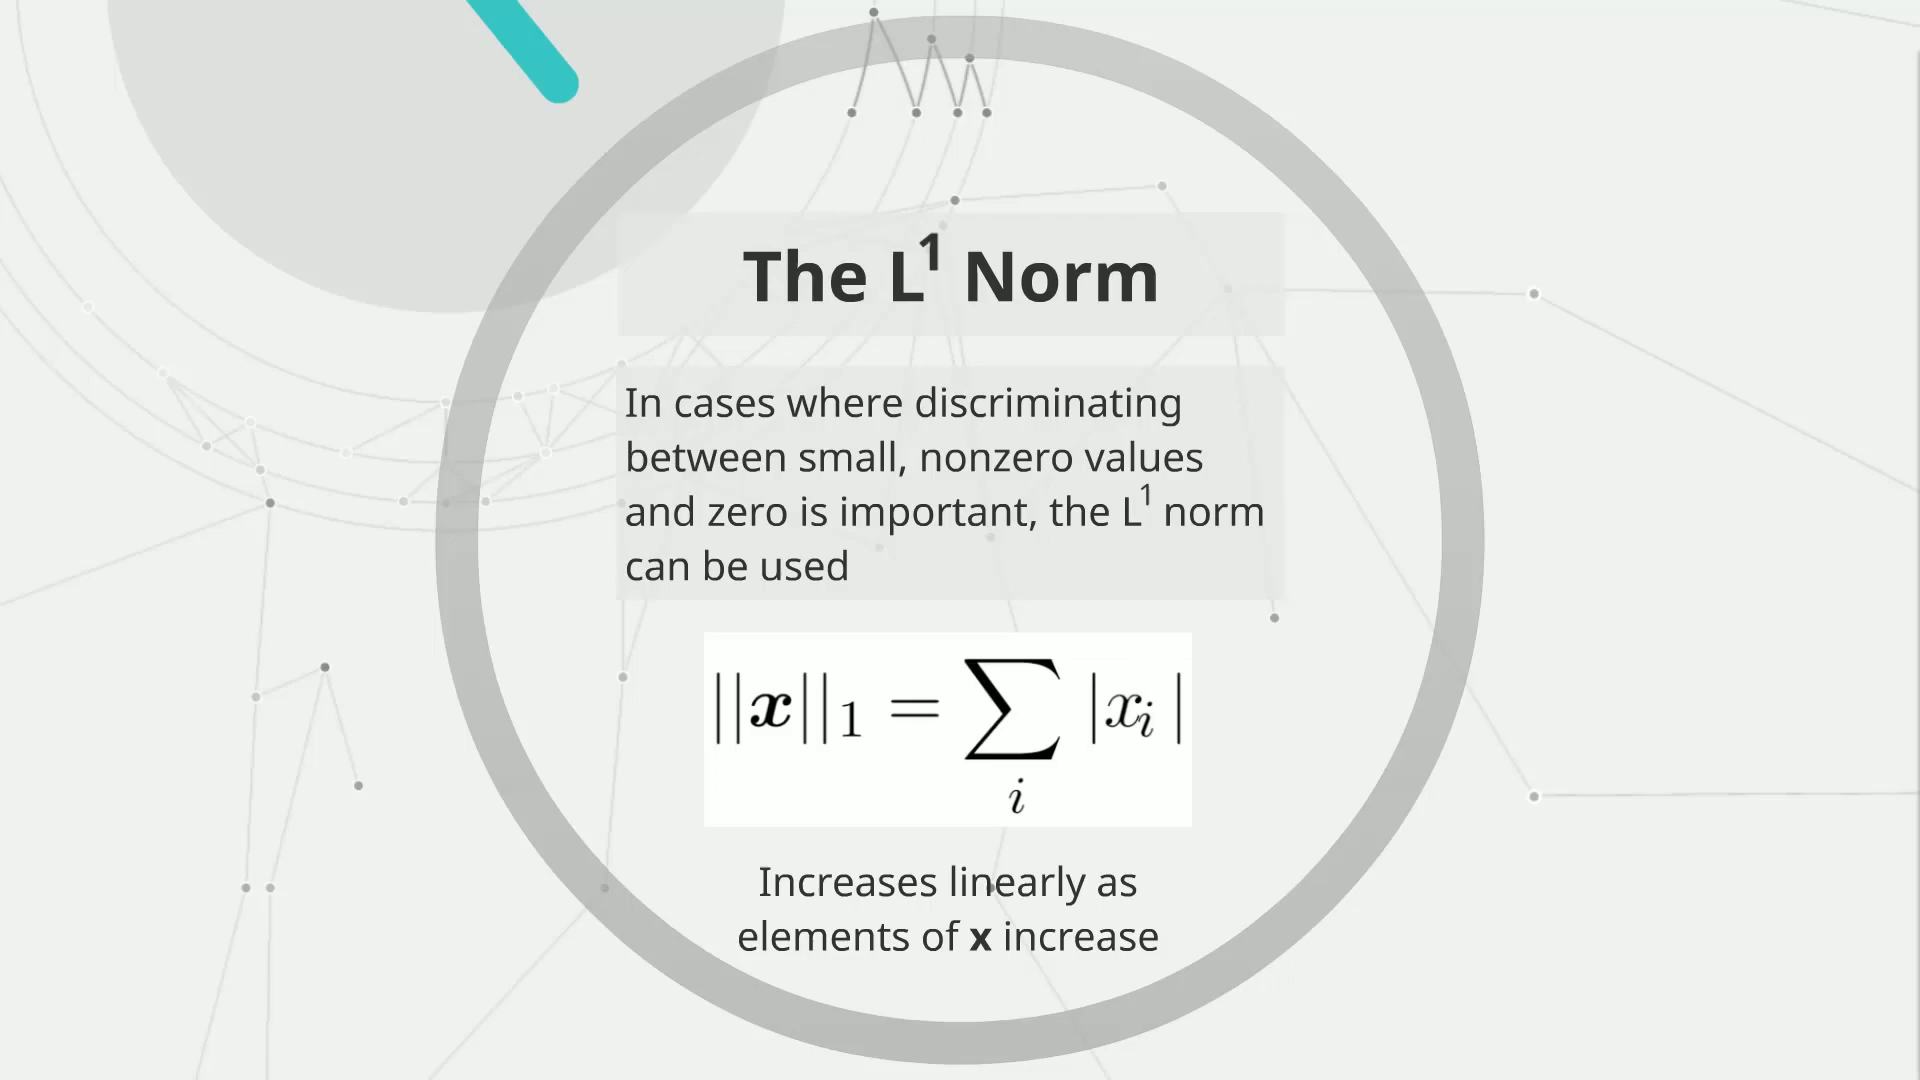 The L¹ Norm
In cases where discriminating
between small, nonzero values
and zero is important, the L¹ norm
can be used
||x||₁ = ∑ |xᵢ|
i
Increases linearly as
elements of x increase